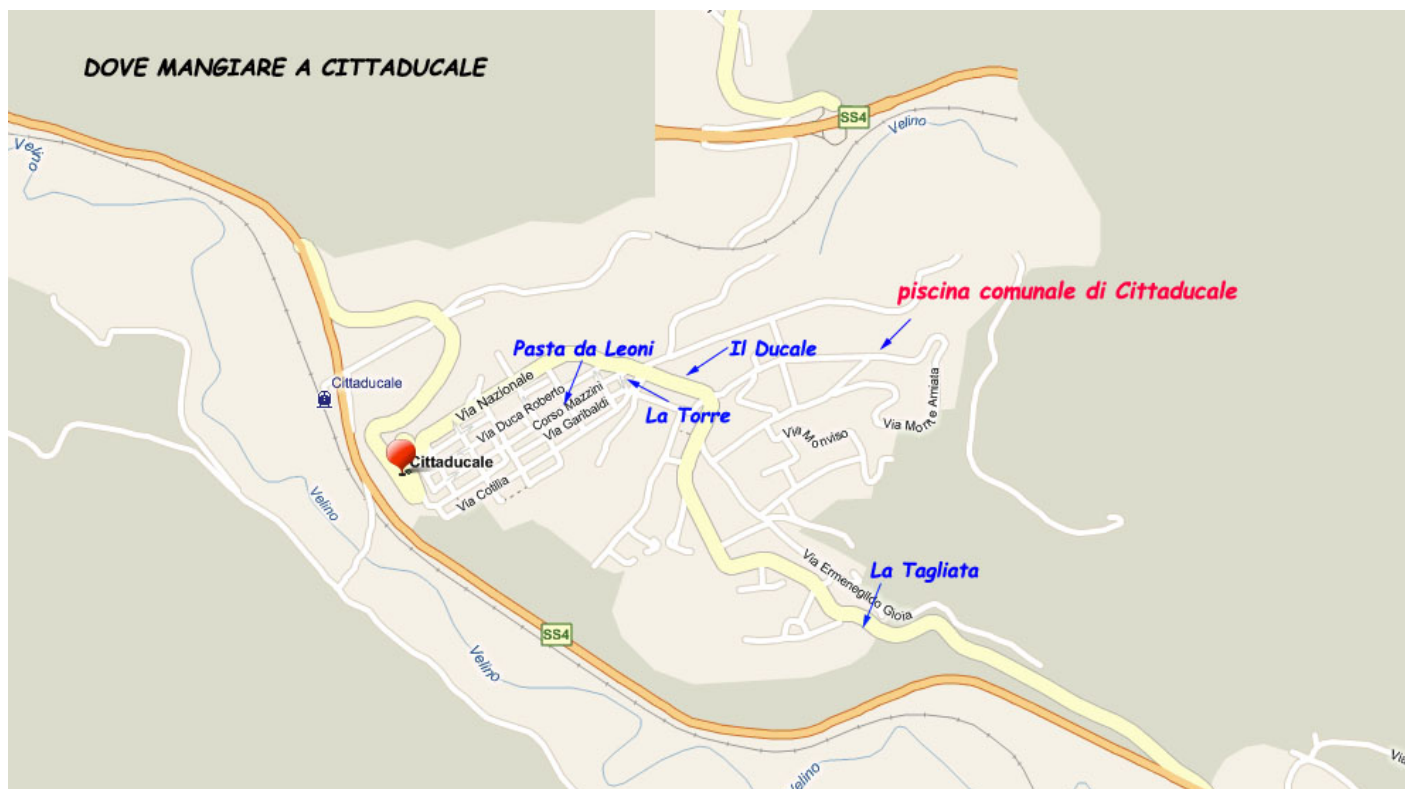 DOVE MANGIARE A CITTADUCALE
SS4
Velino
Velino
piscina comunale di Cittaducale
Pasta da Leoni
Il Ducale
Cittaducale
Via Nazionale
Via Duca Roberto
Corso Mazzini
Via Garibaldi
La Torre
Via Monte Amiata
Via Monviso
Cittaducale
Via Cotilia
Velino
Via Ermenegildo Gioia
La Tagliata
SS4
Velino
Velino
Via